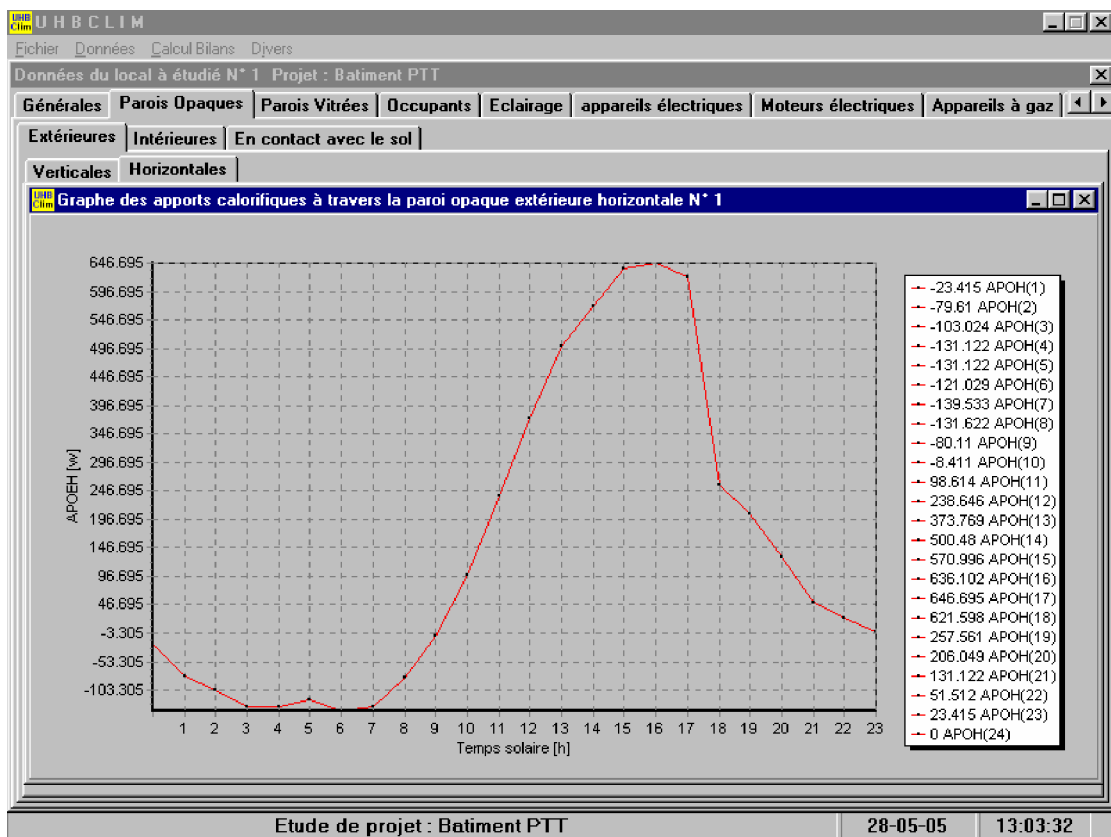 UHB Clim U H B C L I M
Fichier Données Calcul Bilans Divers
Données du local à étudié N° 1 Projet : Batiment PTT
Générales Parois Opaques Parois Vitrées Occupants Eclairage appareils électriques Moteurs électriques Appareils à gaz
Extérieures Intérieures En contact avec le sol
Verticales Horizontales
UHB Clim Graphe des apports calorifiques à travers la paroi opaque extérieure horizontale N° 1
646.695
596.695
546.695
496.695
446.695
396.695
346.695
296.695
246.695
196.695
146.695
96.695
46.695
-3.305
-53.305
-103.305
APOEH [w]
1 2 3 4 5 6 7 8 9 10 11 12 13 14 15 16 17 18 19 20 21 22 23
Temps solaire [h]
-23.415 APOH(1)
-79.61 APOH(2)
-103.024 APOH(3)
-131.122 APOH(4)
-131.122 APOH(5)
-121.029 APOH(6)
-139.533 APOH(7)
-131.622 APOH(8)
-80.11 APOH(9)
-8.411 APOH(10)
98.614 APOH(11)
238.646 APOH(12)
373.769 APOH(13)
500.48 APOH(14)
570.996 APOH(15)
636.102 APOH(16)
646.695 APOH(17)
621.598 APOH(18)
257.561 APOH(19)
206.049 APOH(20)
131.122 APOH(21)
51.512 APOH(22)
23.415 APOH(23)
0 APOH(24)
Etude de projet : Batiment PTT 28-05-05 13:03:32